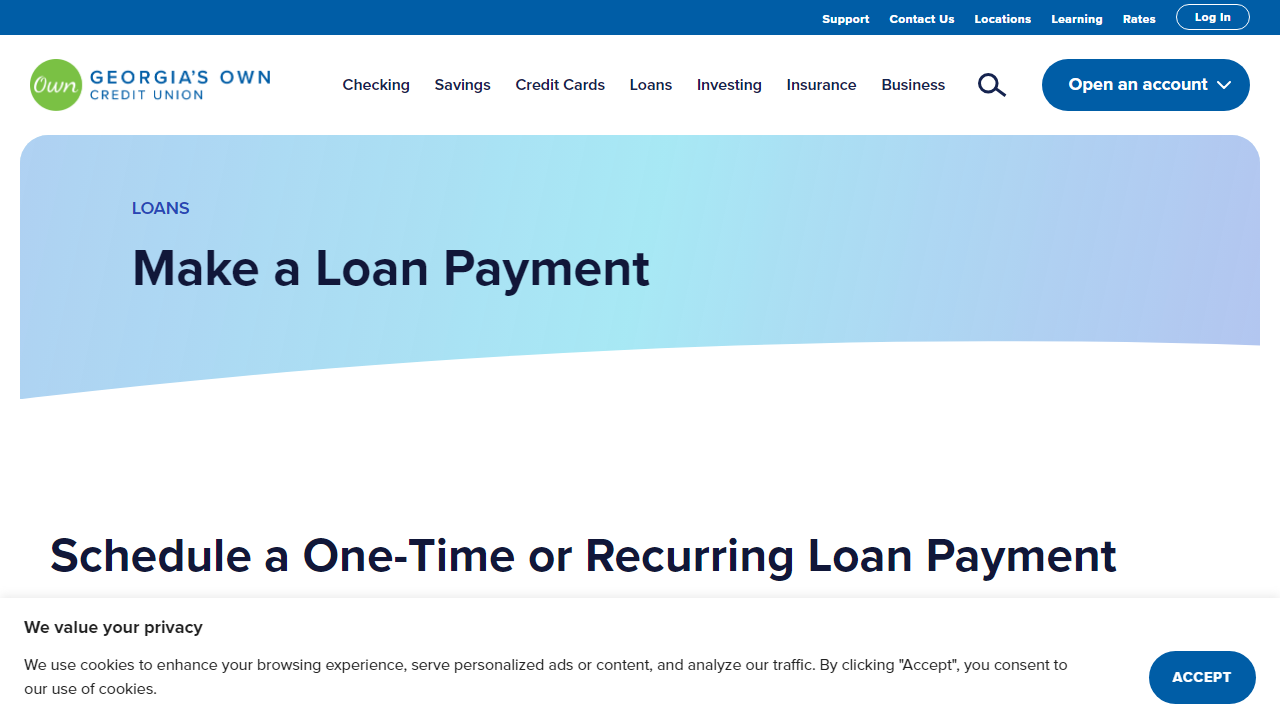 Support Contact Us Locations Learning Rates Log In
Own GEORGIA'S OWN
CREDIT UNION
Checking Savings Credit Cards Loans Investing Insurance Business
Open an account
LOANS
Make a Loan Payment
Schedule a One-Time or Recurring Loan Payment
We value your privacy
We use cookies to enhance your browsing experience, serve personalized ads or content, and analyze our traffic. By clicking "Accept", you consent to
our use of cookies.
ACCEPT